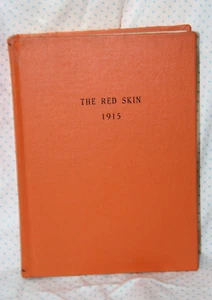 THE RED SKIN
1915